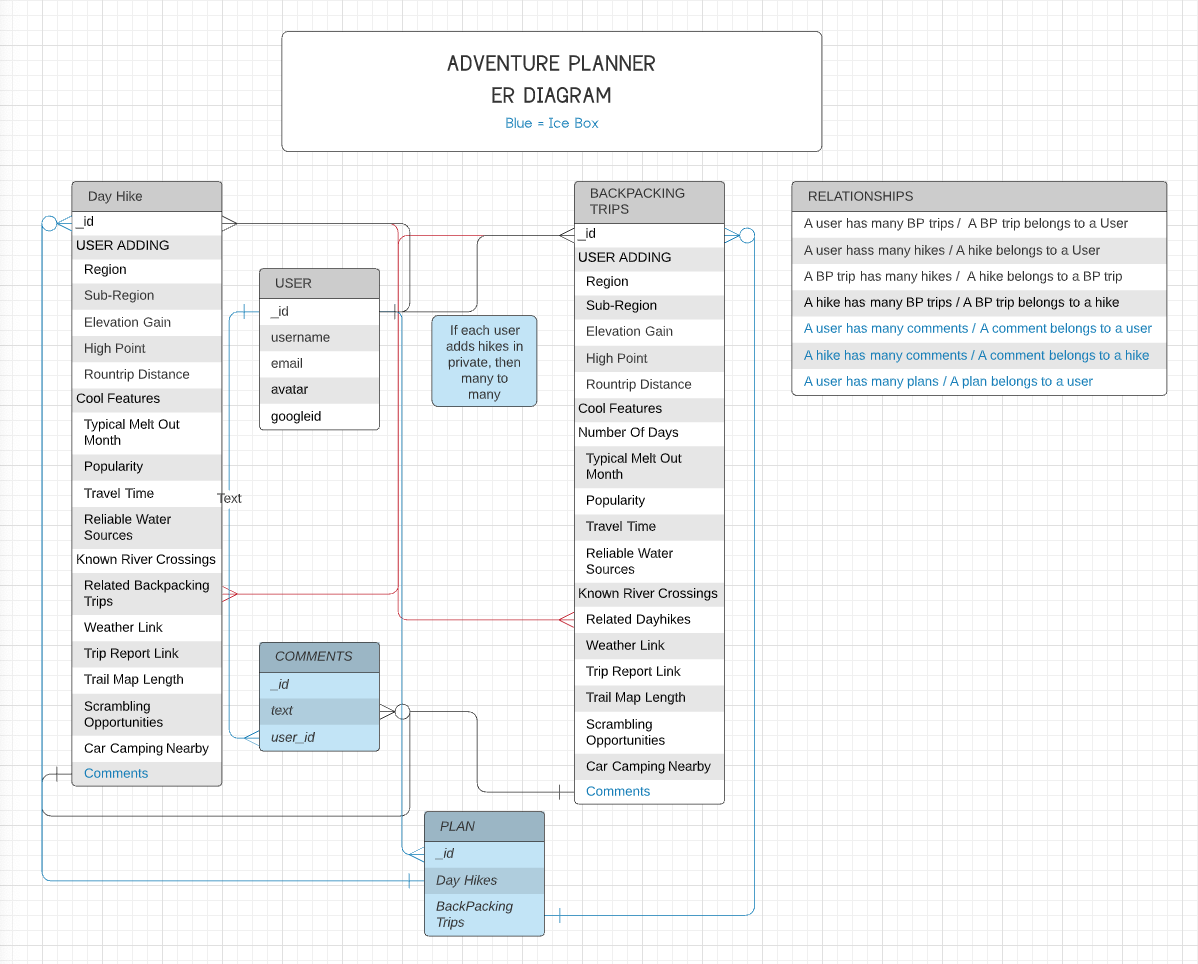 ADVENTURE PLANNER
ER DIAGRAM
Blue = Ice Box
Day Hike
_id
USER ADDING
Region
Sub-Region
Elevation Gain
High Point
Rountrip Distance
Cool Features
Typical Melt Out
Month
Popularity
Travel Time
Reliable Water
Sources
Known River Crossings
Related Backpacking
Trips
Weather Link
Trip Report Link
Trail Map Length
Scrambling
Opportunities
Car Camping Nearby
Comments
Text
USER
_id
username
email
avatar
googleid
If each user
adds hikes in
private, then
many to
many
COMMENTS
_id
text
user_id
PLAN
_id
Day Hikes
BackPacking
Trips
BACKPACKING
TRIPS
_id
USER ADDING
Region
Sub-Region
Elevation Gain
High Point
Rountrip Distance
Cool Features
Number Of Days
Typical Melt Out
Month
Popularity
Travel Time
Reliable Water
Sources
Known River Crossings
Related Dayhikes
Weather Link
Trip Report Link
Trail Map Length
Scrambling
Opportunities
Car Camping Nearby
Comments
RELATIONSHIPS
A user has many BP trips / A BP trip belongs to a User
A user hass many hikes / A hike belongs to a User
A BP trip has many hikes / A hike belongs to a BP trip
A hike has many BP trips / A BP trip belongs to a hike
A user has many comments / A comment belongs to a user
A hike has many comments / A comment belongs to a hike
A user has many plans / A plan belongs to a user